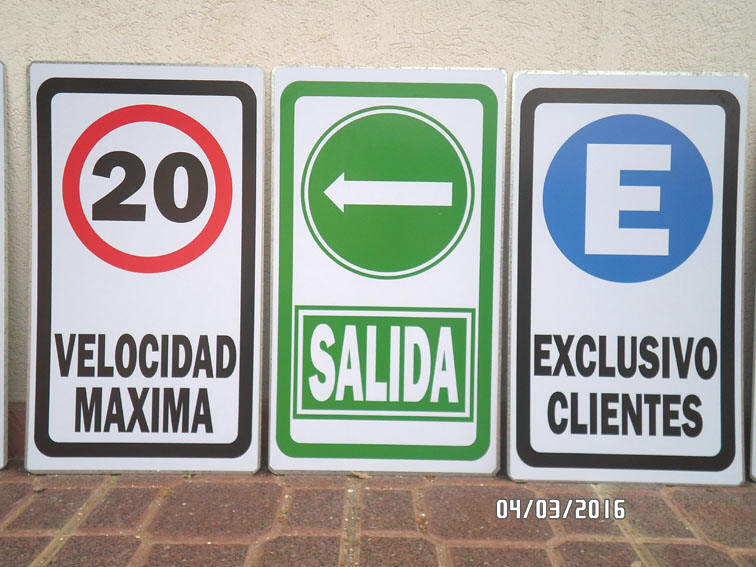 20
VELOCIDAD
MAXIMA
SALIDA
E
EXCLUSIVO
CLIENTES
04/03/2016